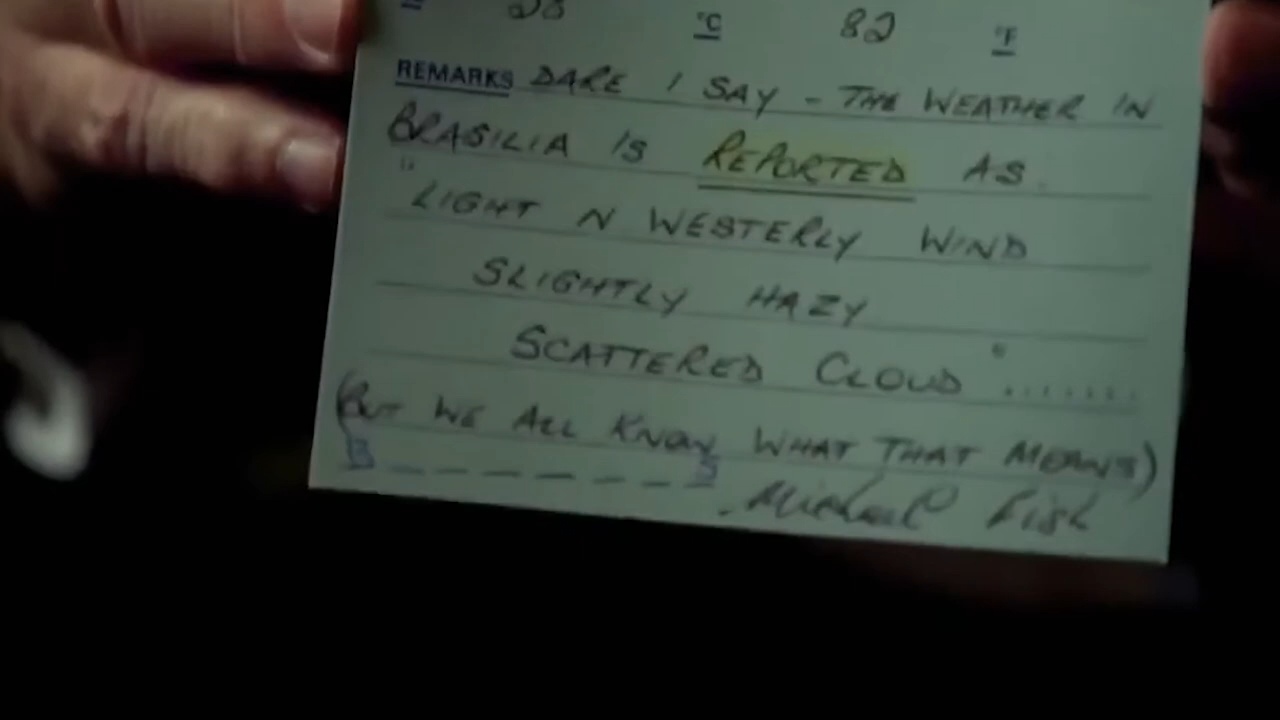 28 °C 82 °F
REMARKS DARE I SAY - THE WEATHER IN
BRASILIA IS REPORTED AS
"LIGHT N WESTERLY WIND
SLIGHTLY HAZY
SCATTERED CLOUD" .......
(BUT WE ALL KNOW WHAT THAT MEANS)
B _ _ _ _ _ _ _ S
Michael Fish